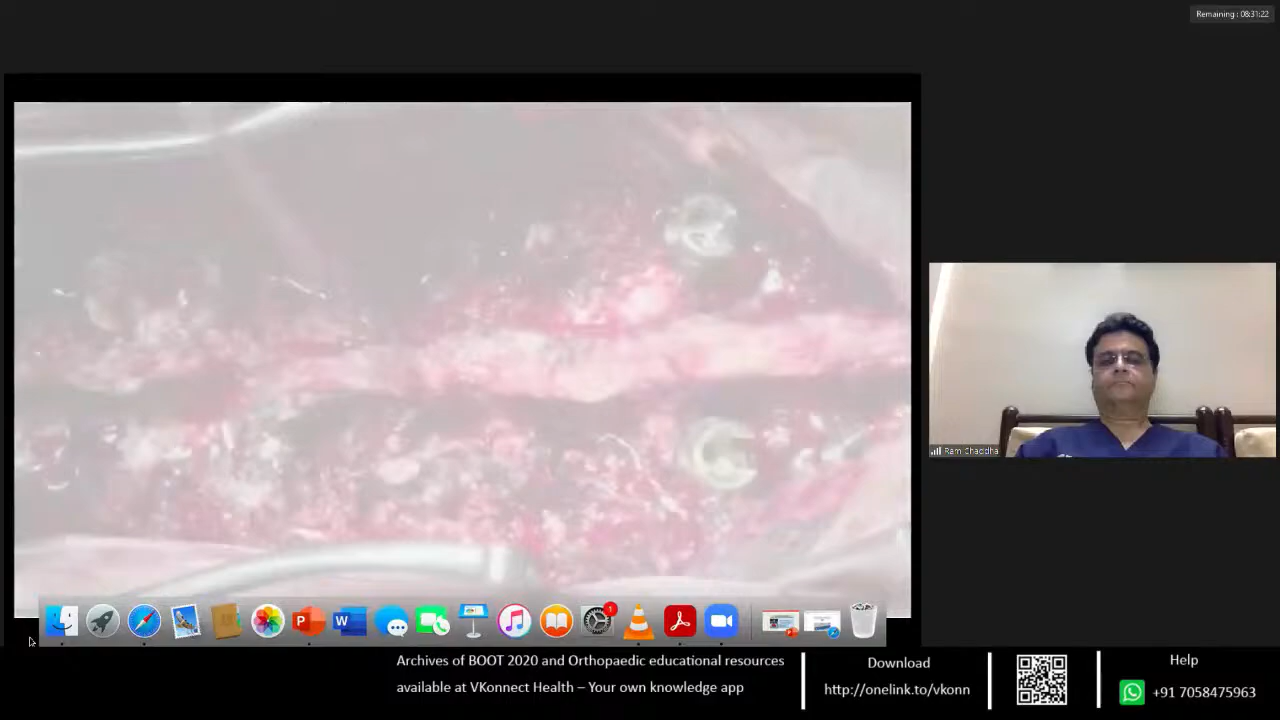 Remaining : 08:31:22
1
P
W
Ram Chaddha
Archives of BOOT 2020 and Orthopaedic educational resources
available at VKonnect Health – Your own knowledge app
Download
http://onelink.to/vkonn
Help
+91 7058475963